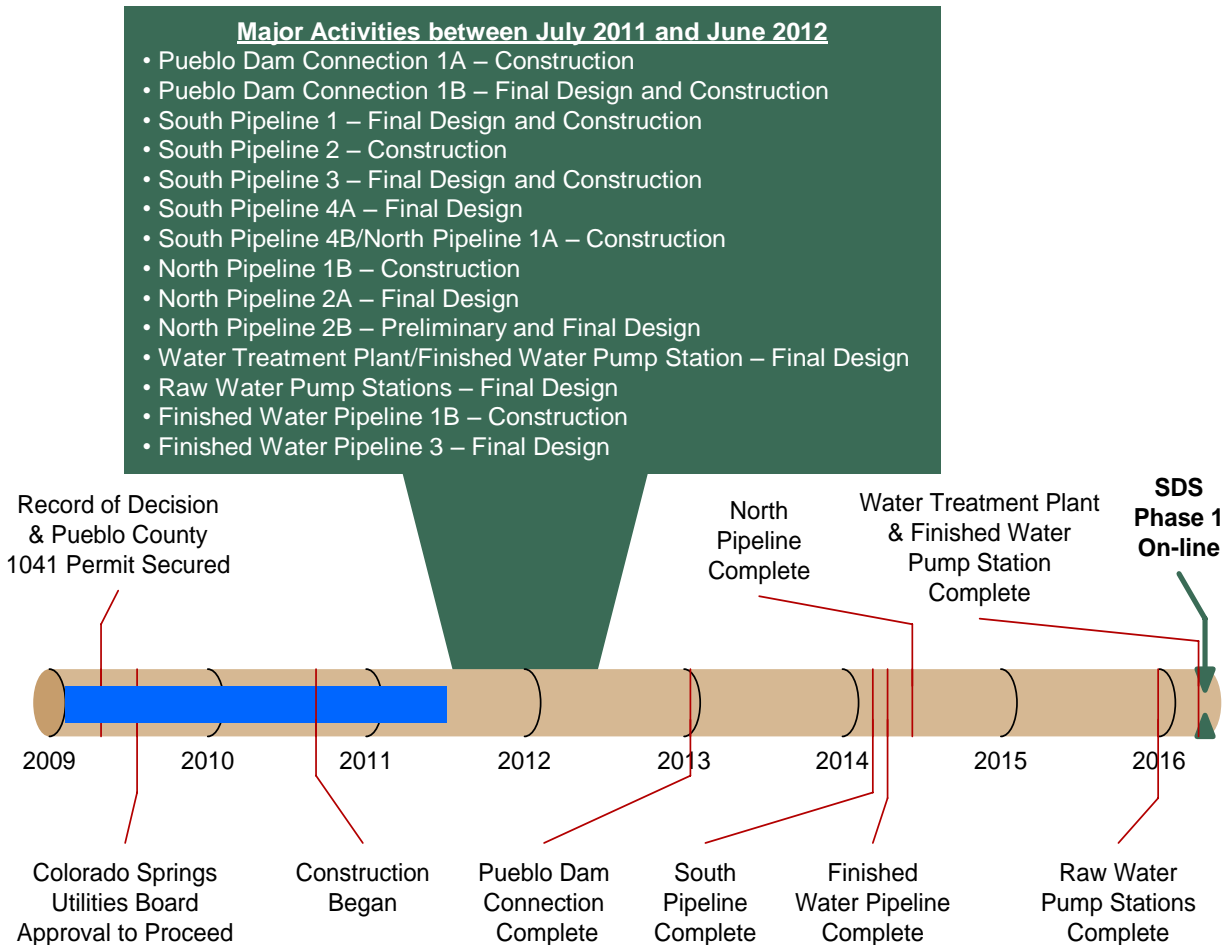 Major Activities between July 2011 and June 2012
• Pueblo Dam Connection 1A – Construction
• Pueblo Dam Connection 1B – Final Design and Construction
• South Pipeline 1 – Final Design and Construction
• South Pipeline 2 – Construction
• South Pipeline 3 – Final Design and Construction
• South Pipeline 4A – Final Design
• South Pipeline 4B/North Pipeline 1A – Construction
• North Pipeline 1B – Construction
• North Pipeline 2A – Final Design
• North Pipeline 2B – Preliminary and Final Design
• Water Treatment Plant/Finished Water Pump Station – Final Design
• Raw Water Pump Stations – Final Design
• Finished Water Pipeline 1B – Construction
• Finished Water Pipeline 3 – Final Design
Record of Decision
& Pueblo County
1041 Permit Secured
North
Pipeline
Complete
Water Treatment Plant
& Finished Water
Pump Station
Complete
SDS
Phase 1
On-line
2009
2010
2011
2012
2013
2014
2015
2016
Colorado Springs
Utilities Board
Approval to Proceed
Construction
Began
Pueblo Dam
Connection
Complete
South
Pipeline
Complete
Finished
Water Pipeline
Complete
Raw Water
Pump Stations
Complete